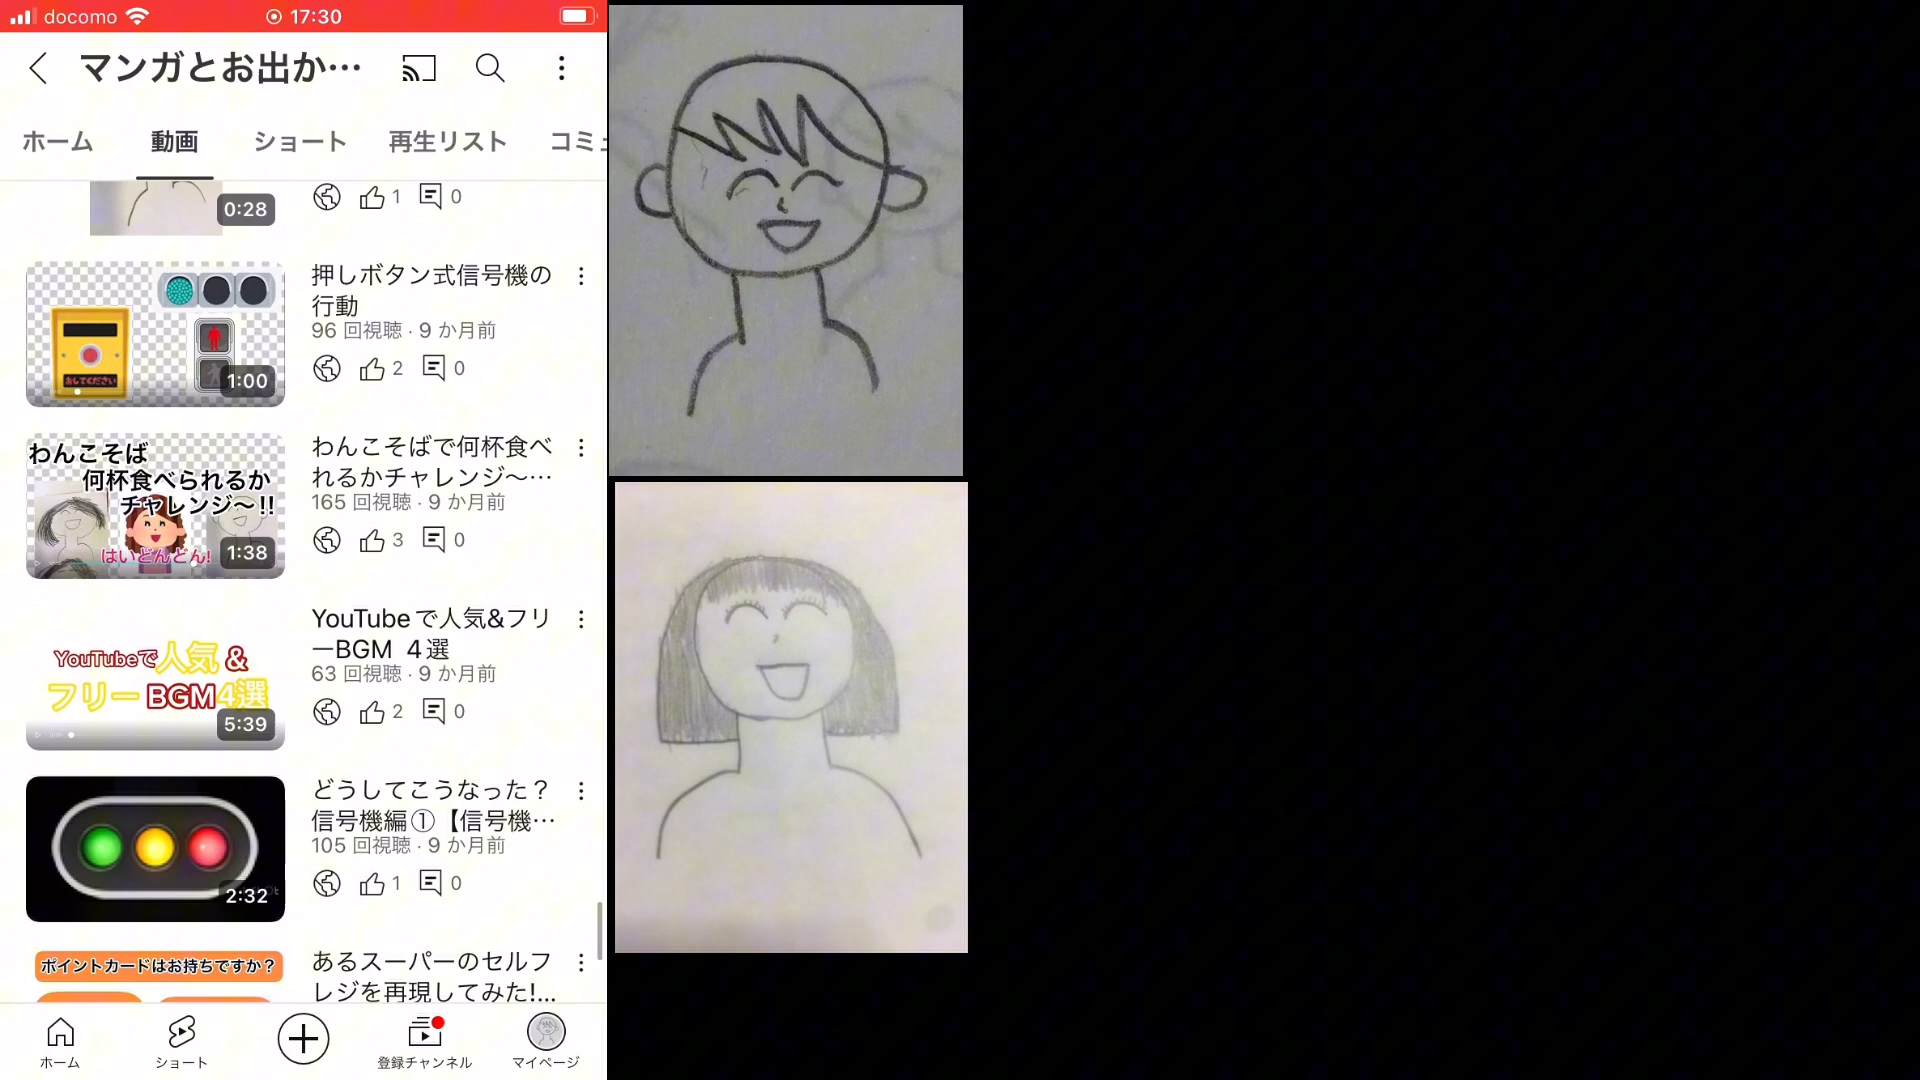 docomo 17:30
マンガとお出か…
ホーム 動画 ショート 再生リスト コミュ
0:28
1 0
押しボタン式信号機の
行動
96 回視聴・9 か月前
2 0
おしてください
1:00
わんこそばで何杯食べ
れるかチャレンジ〜…
165 回視聴・9 か月前
3 0
わんこそば
何杯食べられるか
チャレンジ〜!!
はいどんどん!
1:38
YouTubeで人気&フリ
ーBGM ４選
63 回視聴・9 か月前
2 0
YouTubeで人気&
フリーBGM4選
5:39
どうしてこうなった？
信号機編①【信号機…
105 回視聴・9 か月前
1 0
2:32
あるスーパーのセルフ
レジを再現してみた!...
ポイントカードはお持ちですか？
ホーム ショート 登録チャンネル マイページ